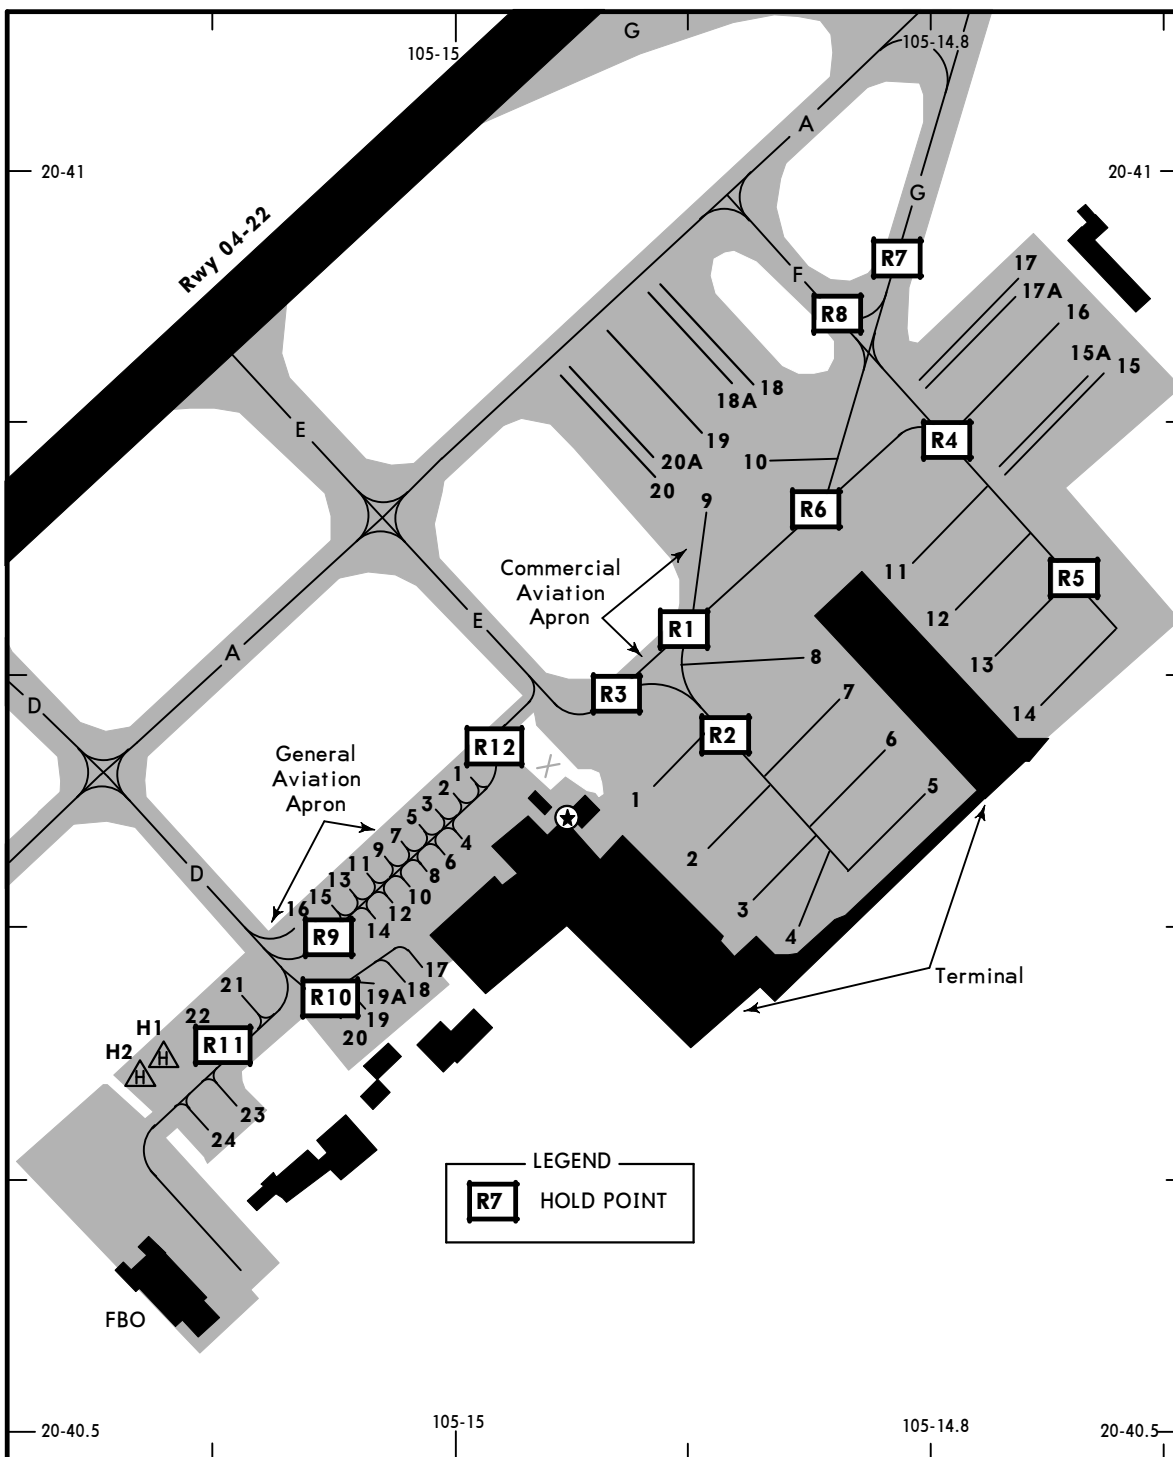 G
105-15
105-14.8
A
20-41
20-41
G
Rwy 04-22
R7
17
F
17A
R8
16
15A
15
18
18A
E
19
R4
20A
10
20
9
R6
Commercial
Aviation
Apron
11
R5
12
E
R1
A
8
13
R3
7
D
14
R2
General
Aviation
Apron
R12
6
1
2
5
3
1
5
7
4
9
6
2
11
8
D
13
10
15
12
3
16
14
R9
4
17
Terminal
21
R10
19A
18
22
19
H1
20
R11
H2
H
H
23
24
LEGEND
R7
HOLD POINT
FBO
105-15
105-14.8
20-40.5
20-40.5